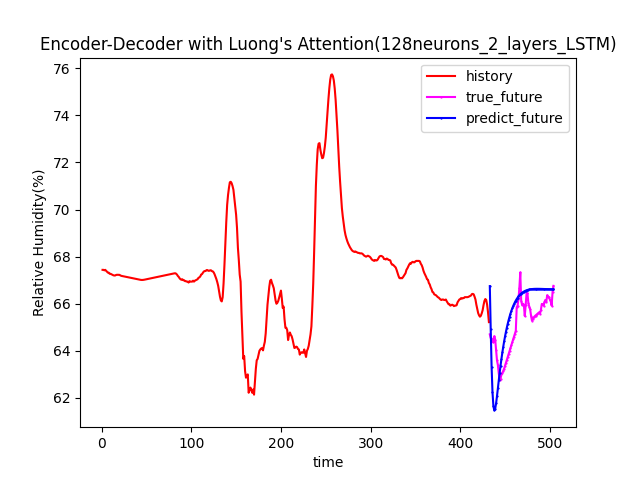 Encoder-Decoder with Luong's Attention(128neurons_2_layers_LSTM)
history
true_future
predict_future
Relative Humidity(%)
76
74
72
70
68
66
64
62
0 100 200 300 400 500
time